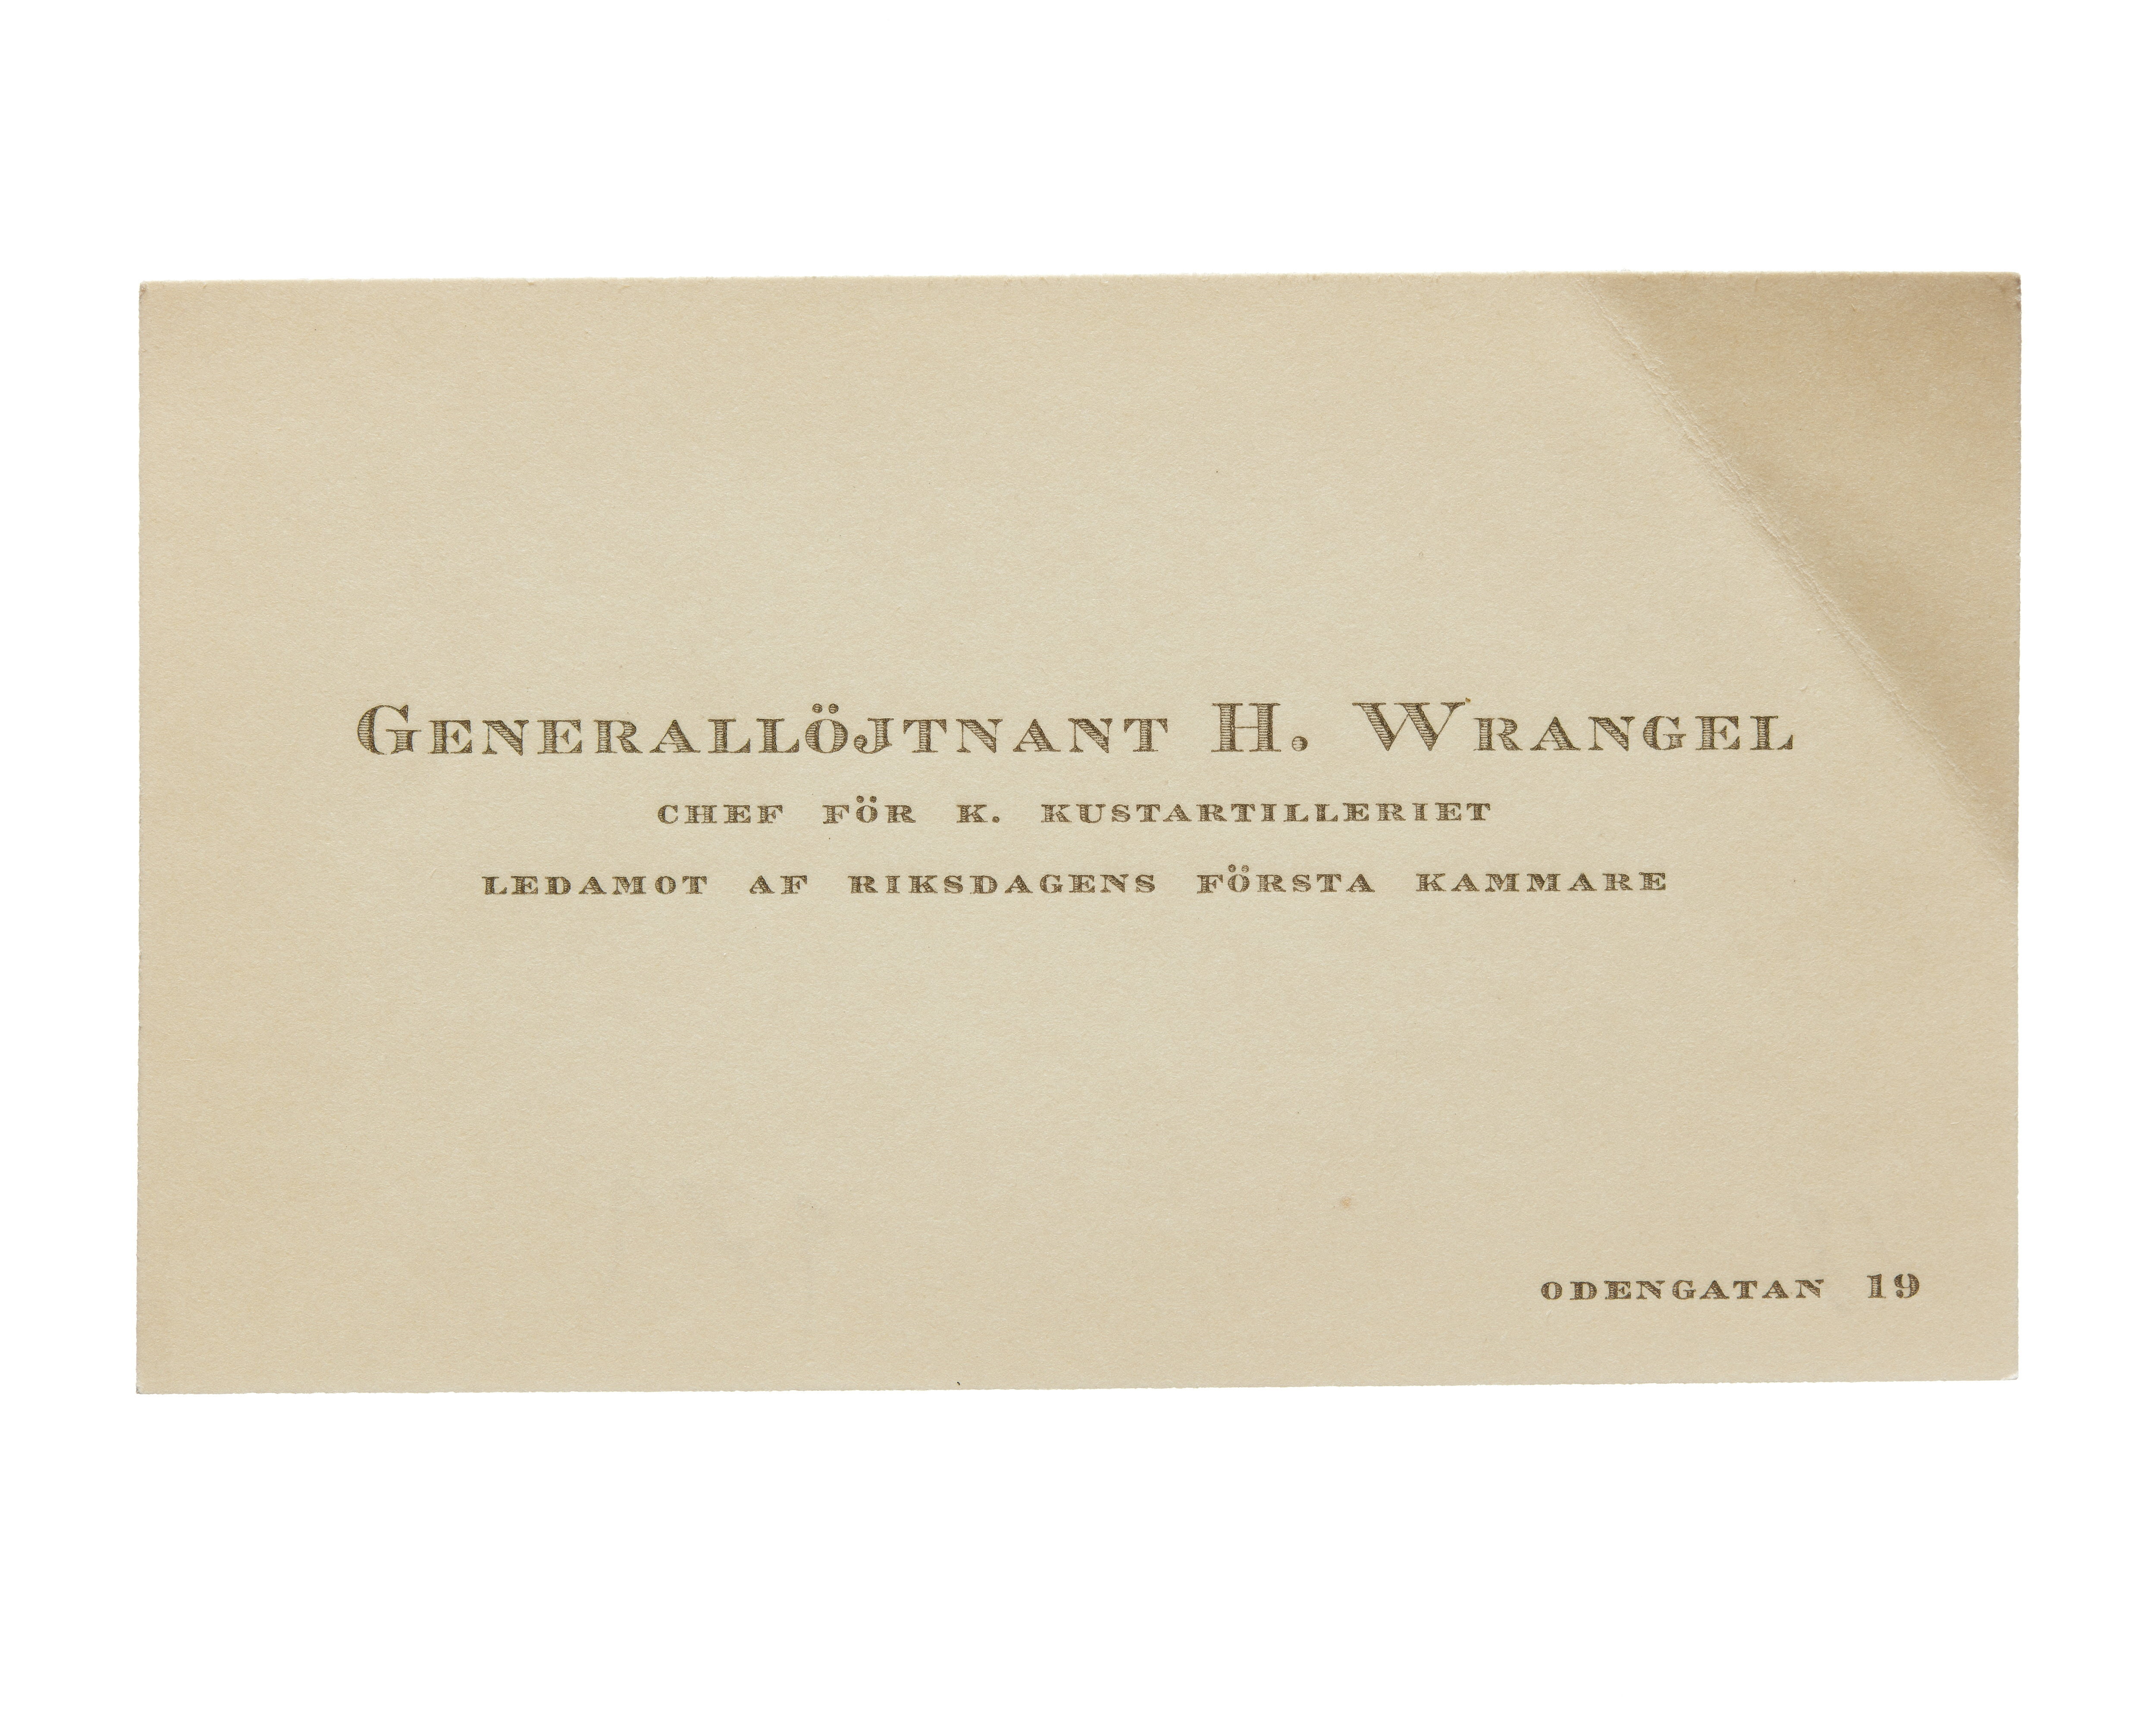 Generallöjtnant H. Wrangel
CHEF FÖR K. KUSTARTILLERIET
LEDAMOT AF RIKSDAGENS FÖRSTA KAMMARE
ODENGATAN 19